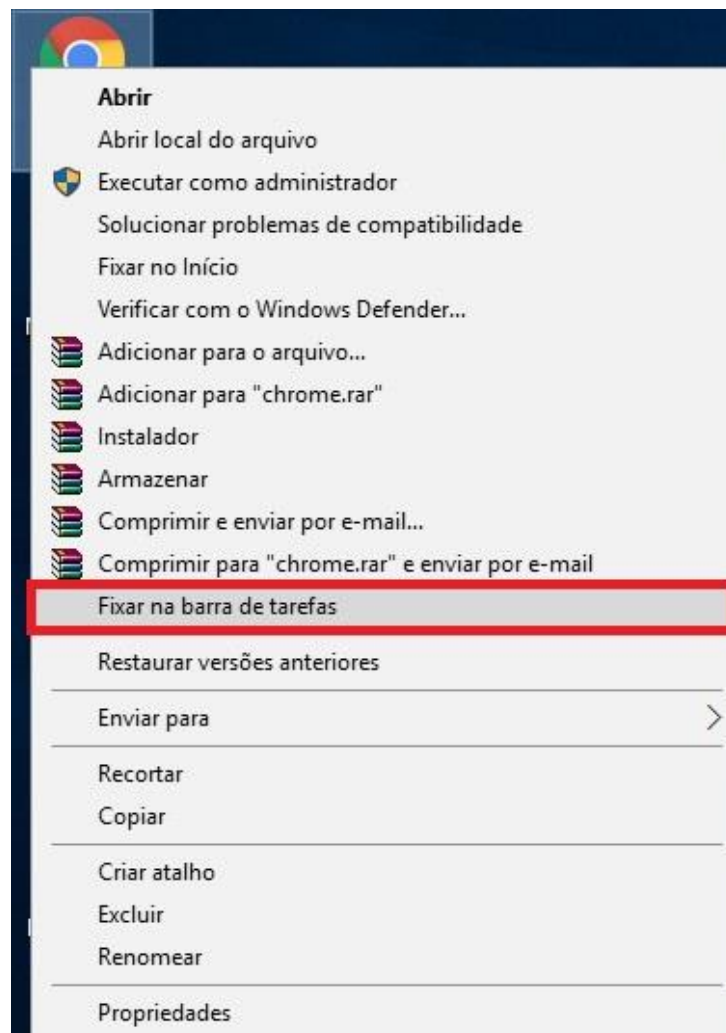 Abrir
Abrir local do arquivo
Executar como administrador
Solucionar problemas de compatibilidade
Fixar no Início
Verificar com o Windows Defender...
Adicionar para o arquivo...
Adicionar para "chrome.rar"
Instalador
Armazenar
Comprimir e enviar por e-mail...
Comprimir para "chrome.rar" e enviar por e-mail
Fixar na barra de tarefas
Restaurar versões anteriores
Enviar para
Recortar
Copiar
Criar atalho
Excluir
Renomear
Propriedades